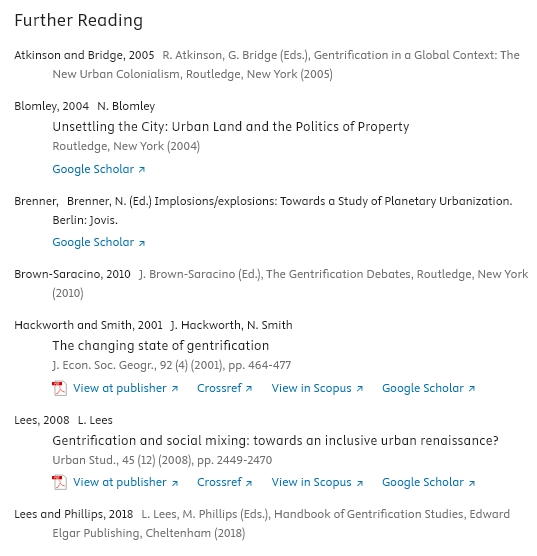 Further Reading
Atkinson and Bridge, 2005 R. Atkinson, G. Bridge (Eds.), Gentrification in a Global Context: The
New Urban Colonialism, Routledge, New York (2005)
Blomley, 2004 N. Blomley
Unsettling the City: Urban Land and the Politics of Property
Routledge, New York (2004)
Google Scholar ↗
Brenner, Brenner, N. (Ed.) Implosions/explosions: Towards a Study of Planetary Urbanization.
Berlin: Jovis.
Google Scholar ↗
Brown-Saracino, 2010 J. Brown-Saracino (Ed.), The Gentrification Debates, Routledge, New York
(2010)
Hackworth and Smith, 2001 J. Hackworth, N. Smith
The changing state of gentrification
J. Econ. Soc. Geogr., 92 (4) (2001), pp. 464-477
View at publisher ↗ Crossref ↗ View in Scopus ↗ Google Scholar ↗
Lees, 2008 L. Lees
Gentrification and social mixing: towards an inclusive urban renaissance?
Urban Stud., 45 (12) (2008), pp. 2449-2470
View at publisher ↗ Crossref ↗ View in Scopus ↗ Google Scholar ↗
Lees and Phillips, 2018 L. Lees, M. Phillips (Eds.), Handbook of Gentrification Studies, Edward
Elgar Publishing, Cheltenham (2018)